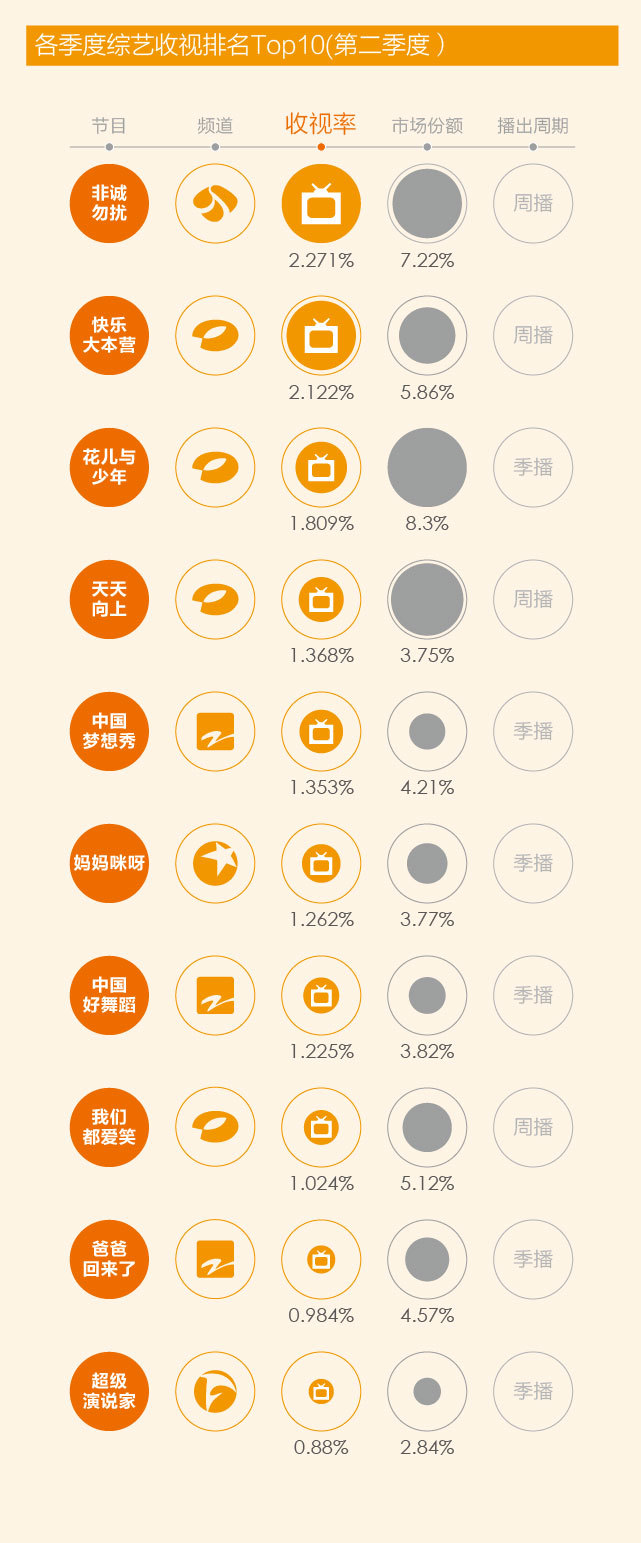 各季度综艺收视排名Top10(第二季度 )
节目 频道 收视率 市场份额 播出周期
非诚
勿扰
周播
2.271% 7.22%
快乐
大本营
周播
2.122% 5.86%
花儿与
少年
季播
1.809% 8.3%
天天
向上
周播
1.368% 3.75%
中国
梦想秀
季播
1.353% 4.21%
妈妈咪呀 季播
1.262% 3.77%
中国
好舞蹈
季播
1.225% 3.82%
我们
都爱笑
周播
1.024% 5.12%
爸爸
回来了
季播
0.984% 4.57%
超级
演说家
季播
0.88% 2.84%